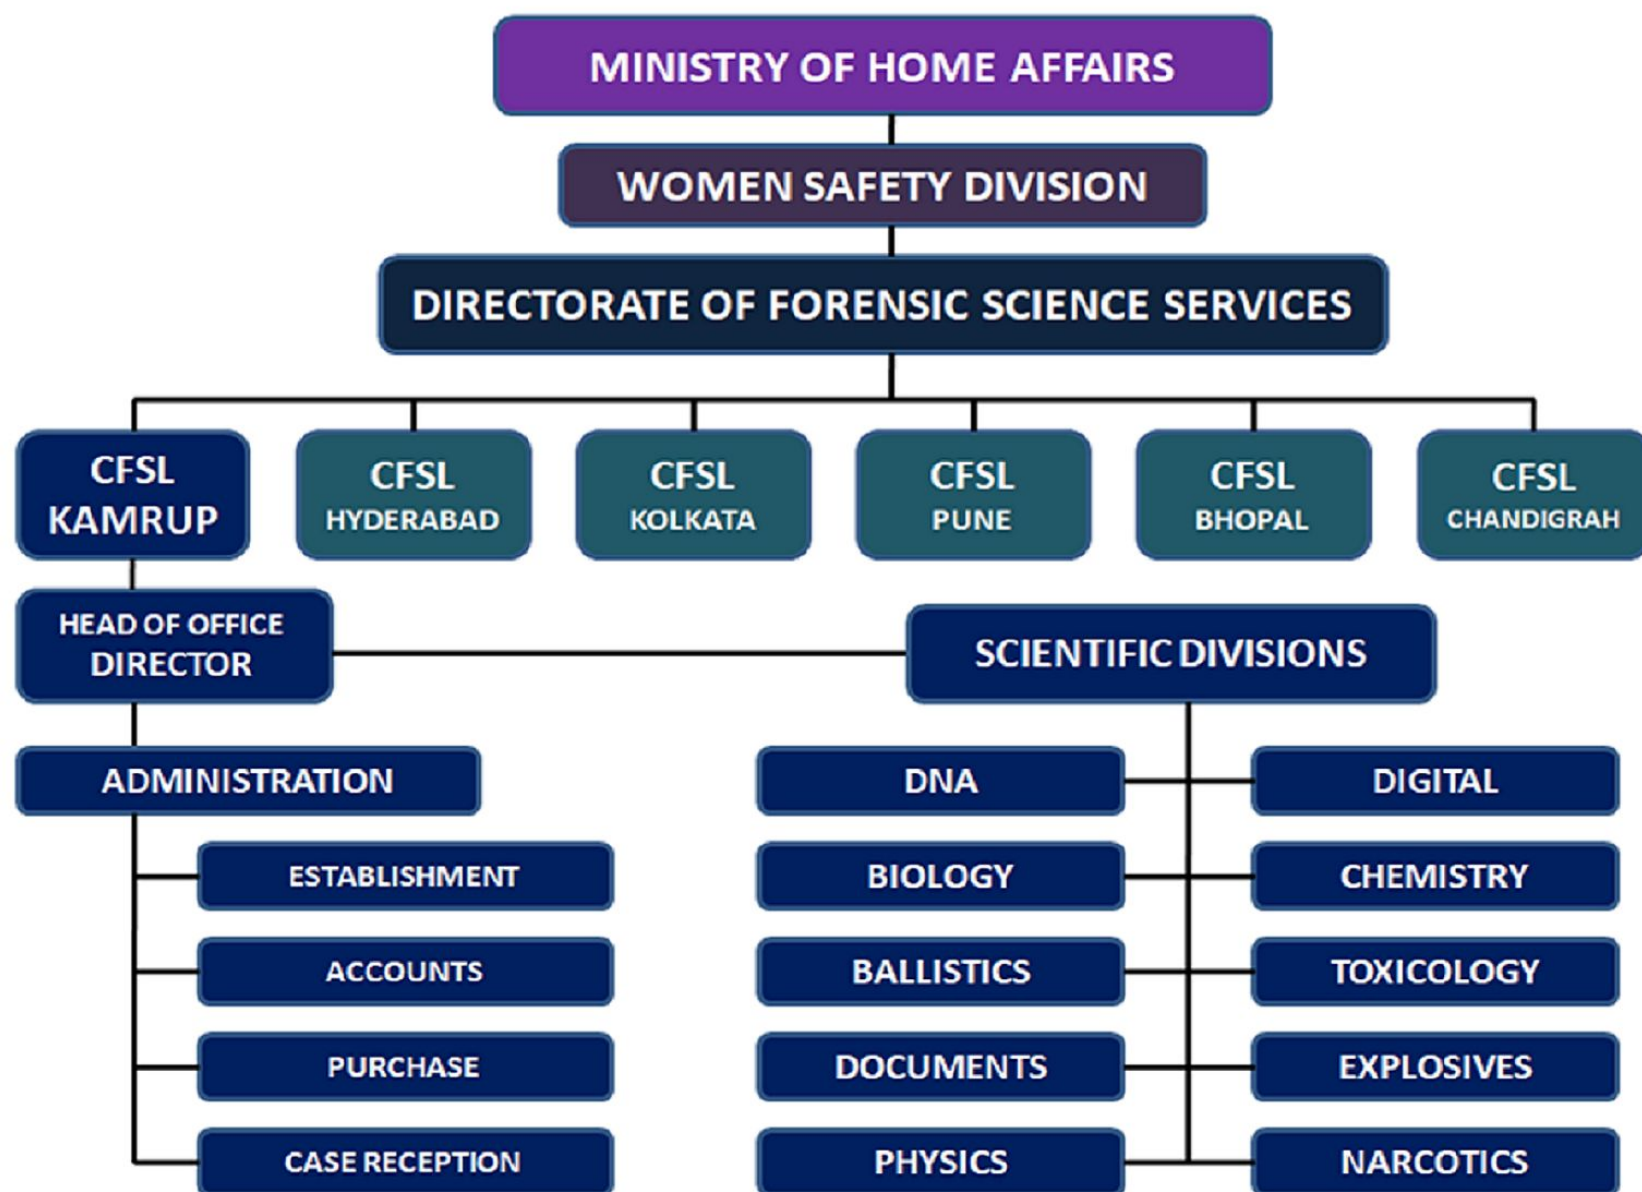 MINISTRY OF HOME AFFAIRS
WOMEN SAFETY DIVISION
DIRECTORATE OF FORENSIC SCIENCE SERVICES
CFSL
KAMRUP
CFSL
HYDERABAD
CFSL
KOLKATA
CFSL
PUNE
CFSL
BHOPAL
CFSL
CHANDIGRAH
HEAD OF OFFICE
DIRECTOR
SCIENTIFIC DIVISIONS
ADMINISTRATION
ESTABLISHMENT
ACCOUNTS
PURCHASE
CASE RECEPTION
DNA
DIGITAL
BIOLOGY
CHEMISTRY
BALLISTICS
TOXICOLOGY
DOCUMENTS
EXPLOSIVES
PHYSICS
NARCOTICS